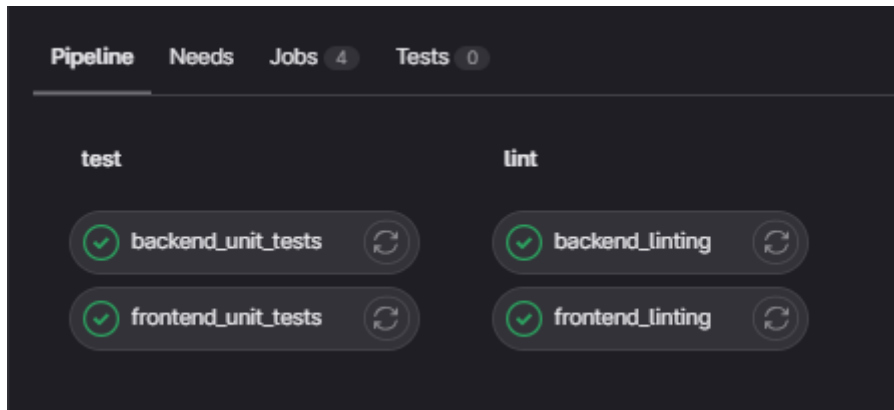 Pipeline Needs Jobs 4 Tests 0
test lint
backend_unit_tests backend_linting
frontend_unit_tests frontend_linting